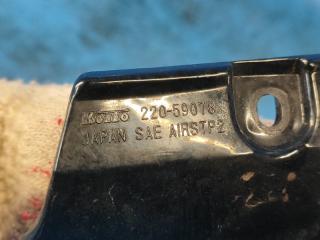 KOITO 220-59078
JAPAN SAE AIRSTP2